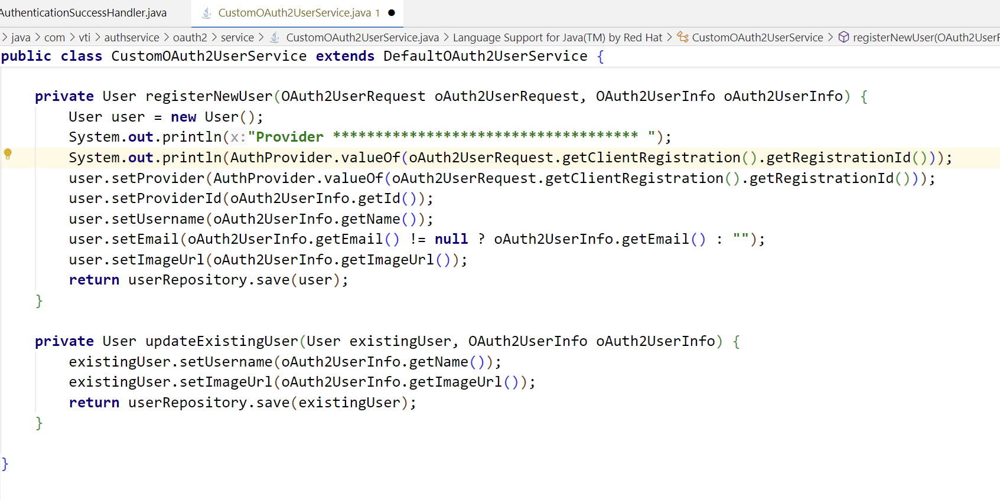 AuthenticationSuccessHandler.java CustomOAuth2UserService.java 1
java > com > vti > authservice > oauth2 > service > CustomOAuth2UserService.java > Language Support for Java(TM) by Red Hat > CustomOAuth2UserService > registerNewUser(OAuth2UserR
public class CustomOAuth2UserService extends DefaultOAuth2UserService {
private User registerNewUser(OAuth2UserRequest oAuth2UserRequest, OAuth2UserInfo oAuth2UserInfo) {
User user = new User();
System.out.println(x:"Provider ************************************ ");
System.out.println(AuthProvider.valueOf(oAuth2UserRequest.getClientRegistration().getRegistrationId()));
user.setProvider(AuthProvider.valueOf(oAuth2UserRequest.getClientRegistration().getRegistrationId()));
user.setProviderId(oAuth2UserInfo.getId());
user.setUsername(oAuth2UserInfo.getName());
user.setEmail(oAuth2UserInfo.getEmail() != null ? oAuth2UserInfo.getEmail() : "");
user.setImageUrl(oAuth2UserInfo.getImageUrl());
return userRepository.save(user);
}
private User updateExistingUser(User existingUser, OAuth2UserInfo oAuth2UserInfo) {
existingUser.setUsername(oAuth2UserInfo.getName());
existingUser.setImageUrl(oAuth2UserInfo.getImageUrl());
return userRepository.save(existingUser);
}
}